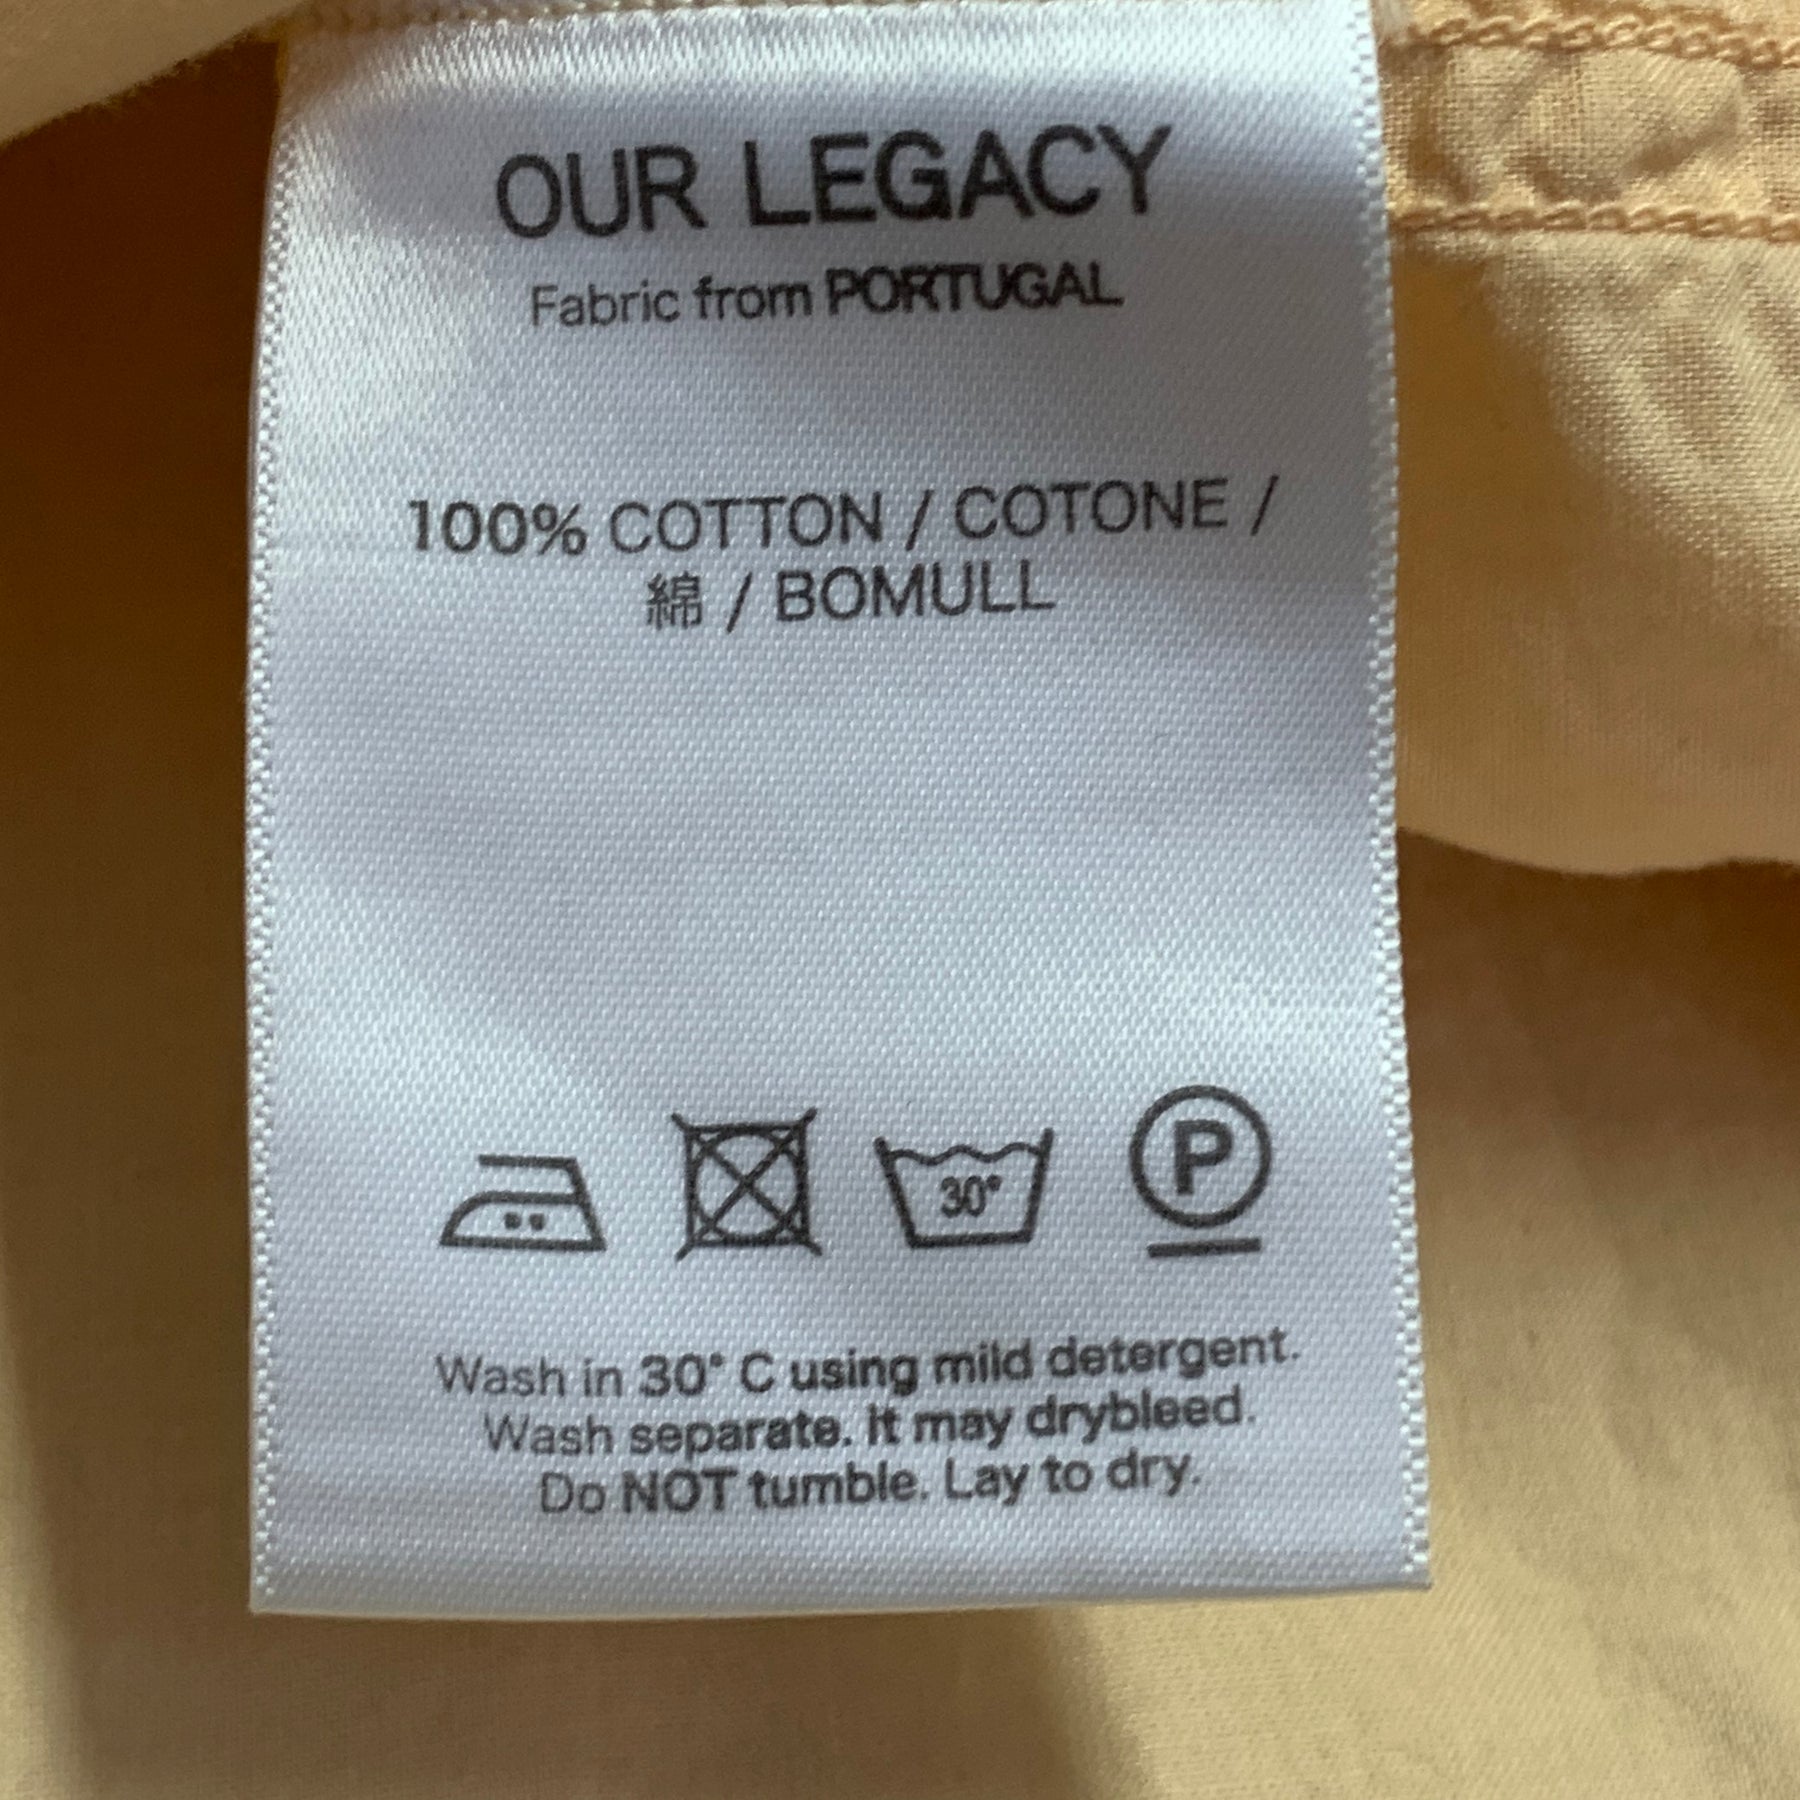 OUR LEGACY
Fabric from PORTUGAL
100% COTTON / COTONE /
綿 / BOMULL
30°
P
Wash in 30° C using mild detergent.
Wash separate. It may drybleed.
Do NOT tumble. Lay to dry.